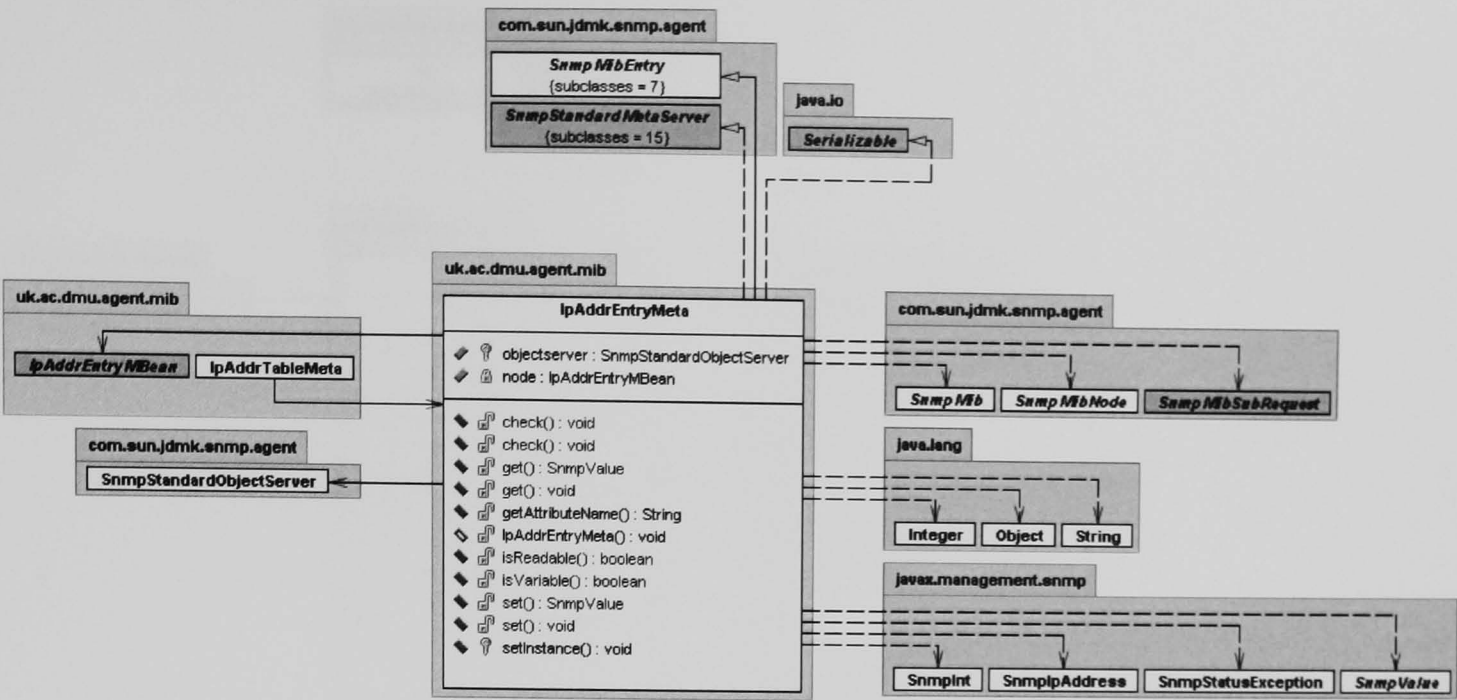 com.sun.jdmk.snmp.agent
SnmpMibEntry
{subclasses = 7}
SnmpStandardMetaServer
{subclasses = 15}
java.io
Serializable
uk.ac.dmu.agent.mib
IpAddrEntryMBean
IpAddrTableMeta
com.sun.jdmk.snmp.agent
SnmpStandardObjectServer
uk.ac.dmu.agent.mib
IpAddrEntryMeta
objectserver : SnmpStandardObjectServer
node : IpAddrEntryMBean
check() : void
check() : void
get() : SnmpValue
get() : void
getAttributeName() : String
IpAddrEntryMeta() : void
isReadable() : boolean
isVariable() : boolean
set() : SnmpValue
set() : void
setInstance() : void
com.sun.jdmk.snmp.agent
SnmpMib
SnmpMibNode
SnmpMibSubRequest
java.lang
Integer
Object
String
javax.management.snmp
SnmpInt
SnmpIpAddress
SnmpStatusException
SnmpValue